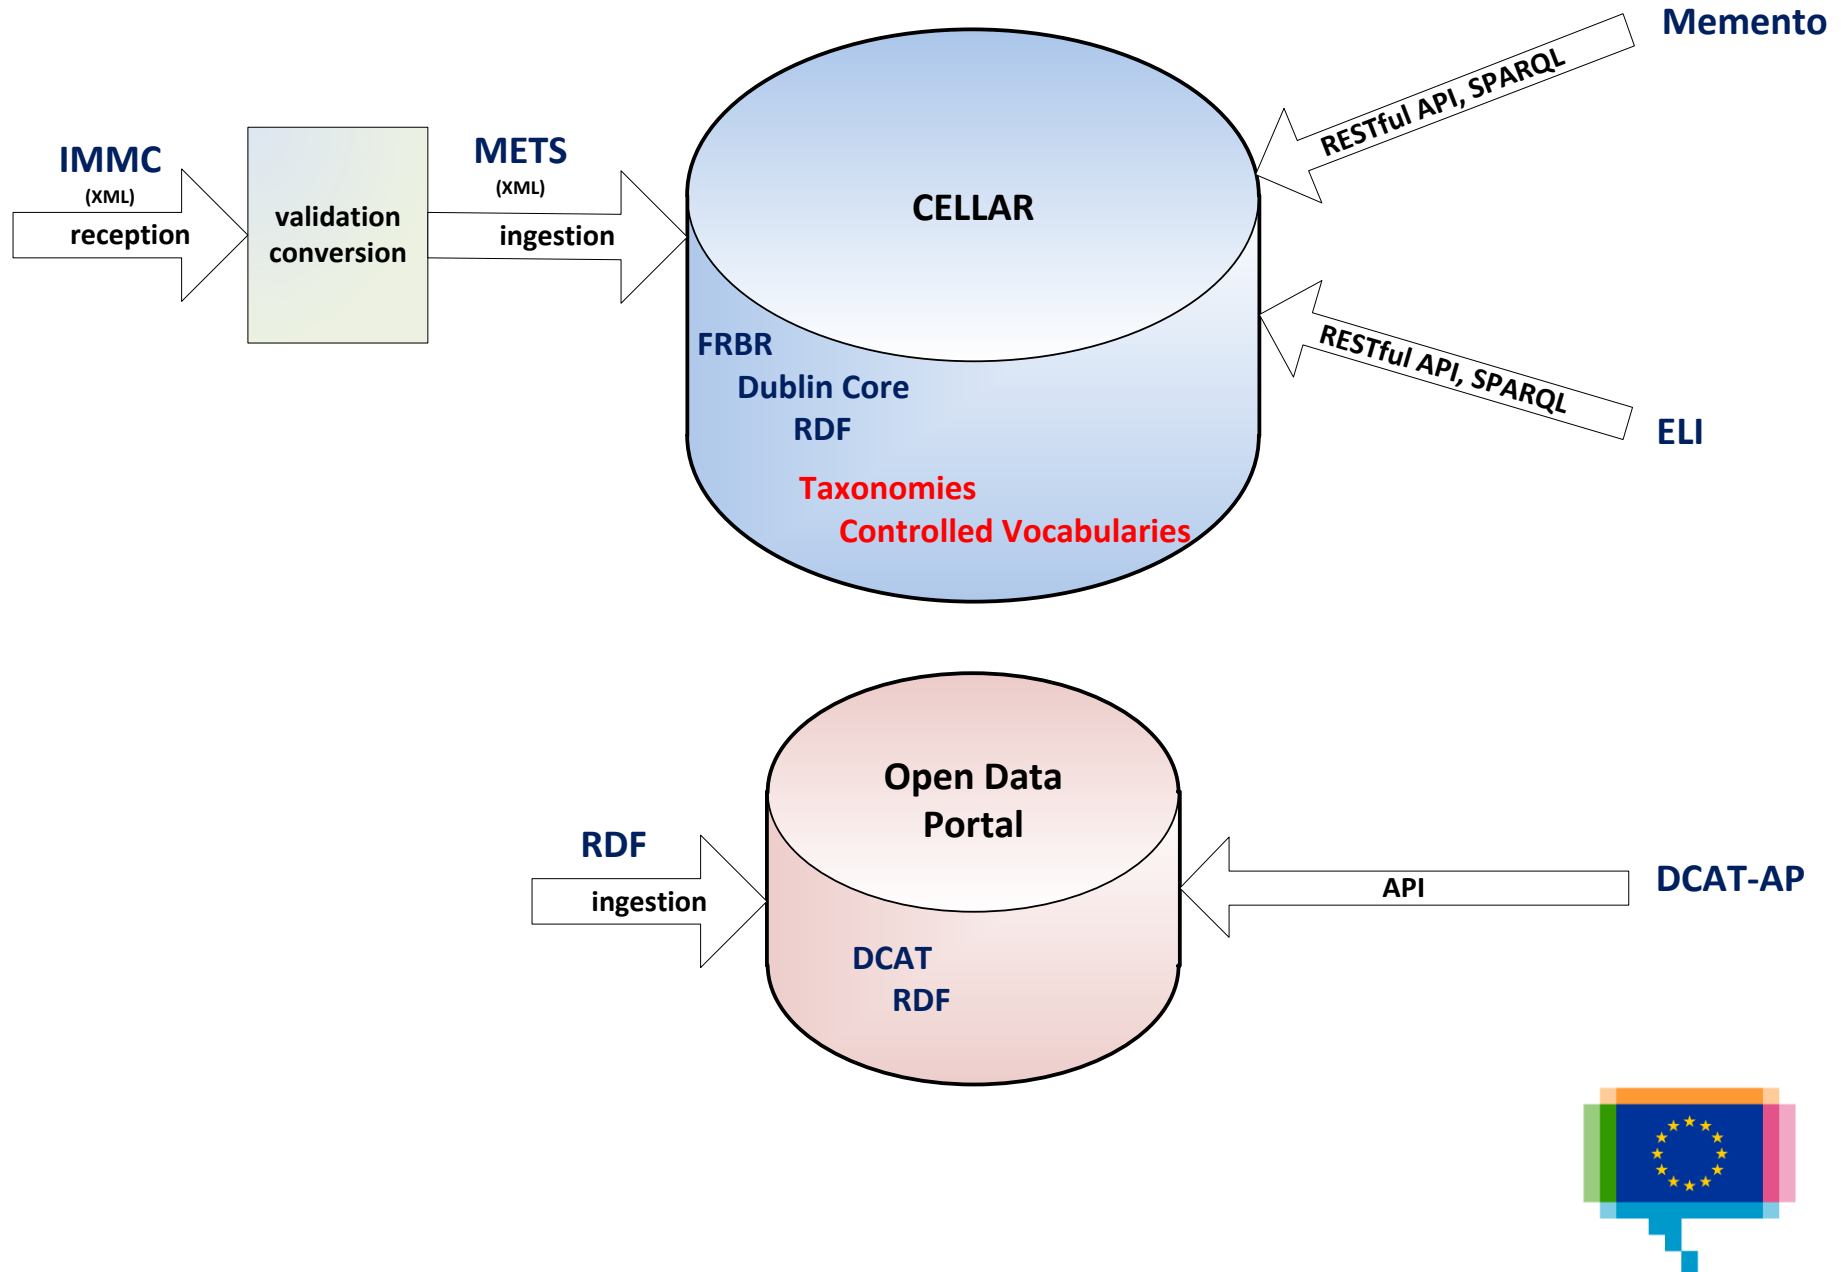 Memento
RESTful API, SPARQL
IMMC
(XML)
reception
validation
conversion
METS
(XML)
ingestion
CELLAR
FRBR
Dublin Core
RDF
Taxonomies
Controlled Vocabularies
RESTful API, SPARQL
ELI
Open Data
Portal
RDF
ingestion
DCAT
RDF
API
DCAT-AP